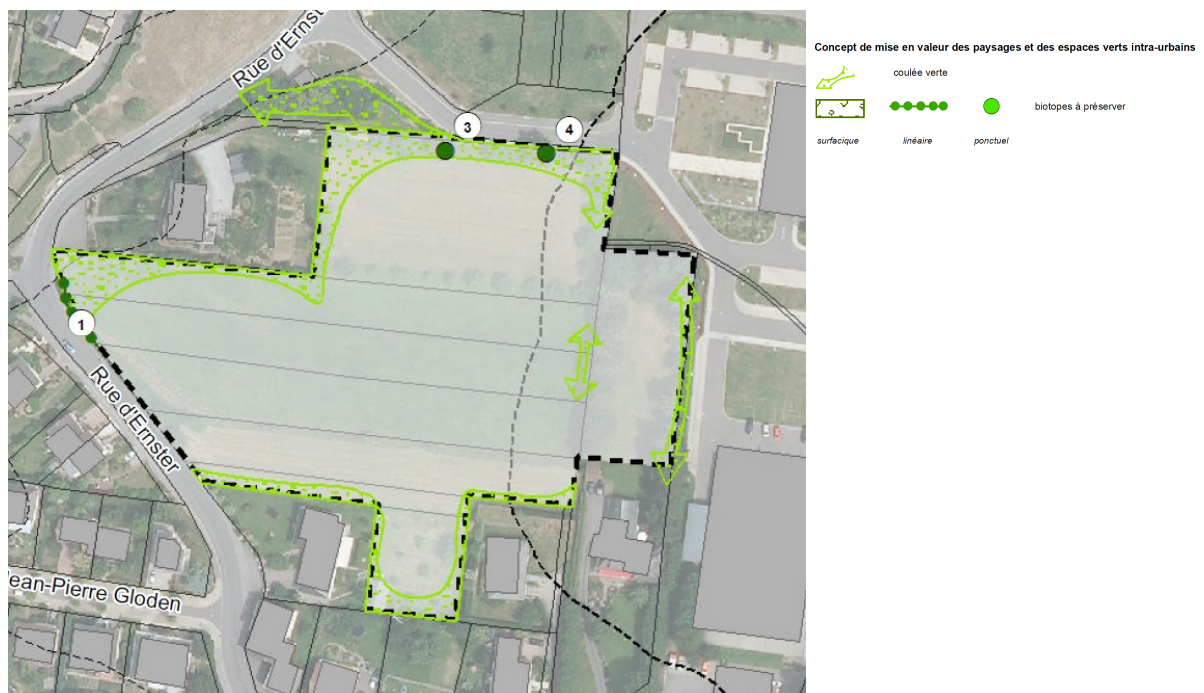 Rue d'Ernst
Concept de mise en valeur des paysages et des espaces verts intra-urbains
coulée verte
biotopes à préserver
surfacique linéaire ponctuel
3
4
1
Rue d'Ernster
Jean-Pierre Gloden